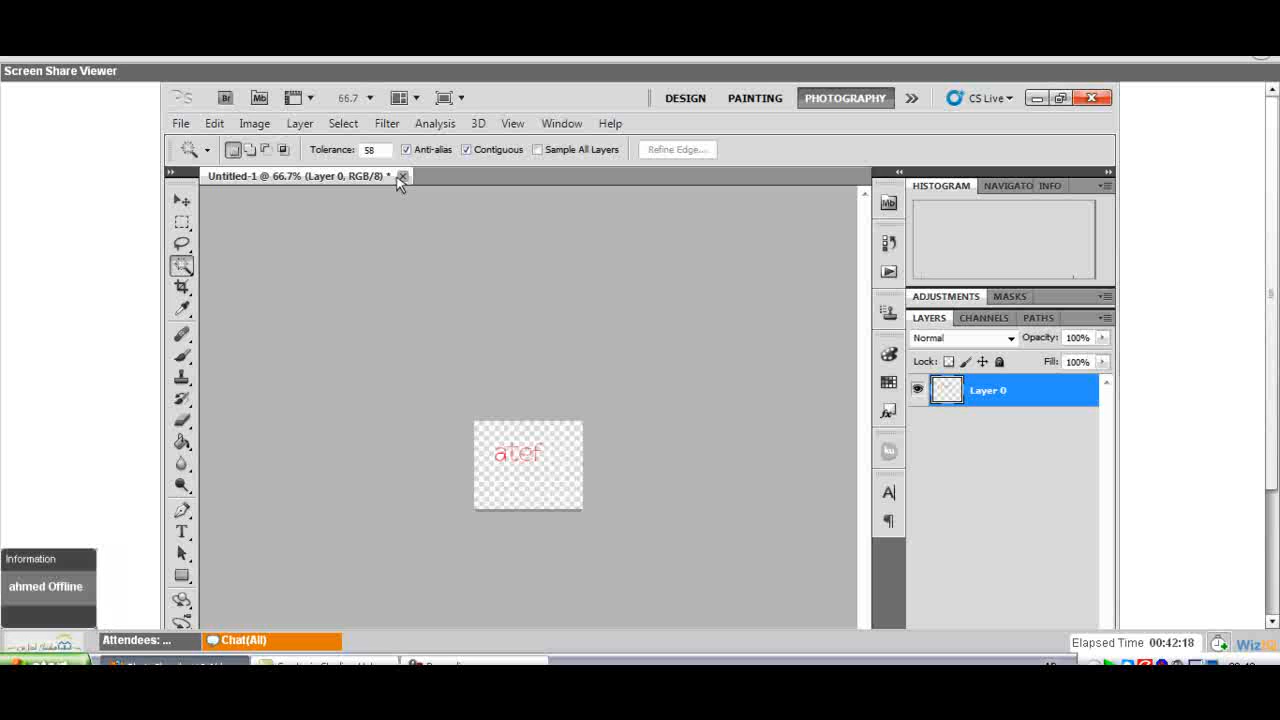 Screen Share Viewer
Br Mb 66.7 DESIGN PAINTING PHOTOGRAPHY CS Live
File Edit Image Layer Select Filter Analysis 3D View Window Help
Tolerance: 58 Anti-alias Contiguous Sample All Layers Refine Edge...
Untitled-1 @ 66.7% (Layer 0, RGB/8) *
HISTOGRAM NAVIGATO INFO
Mb
ADJUSTMENTS MASKS
LAYERS CHANNELS PATHS
Normal Opacity: 100%
Lock: Fill: 100%
Layer 0
atef
Information
ahmed Offline
Attendees: ... Chat(All)
Elapsed Time 00:42:18